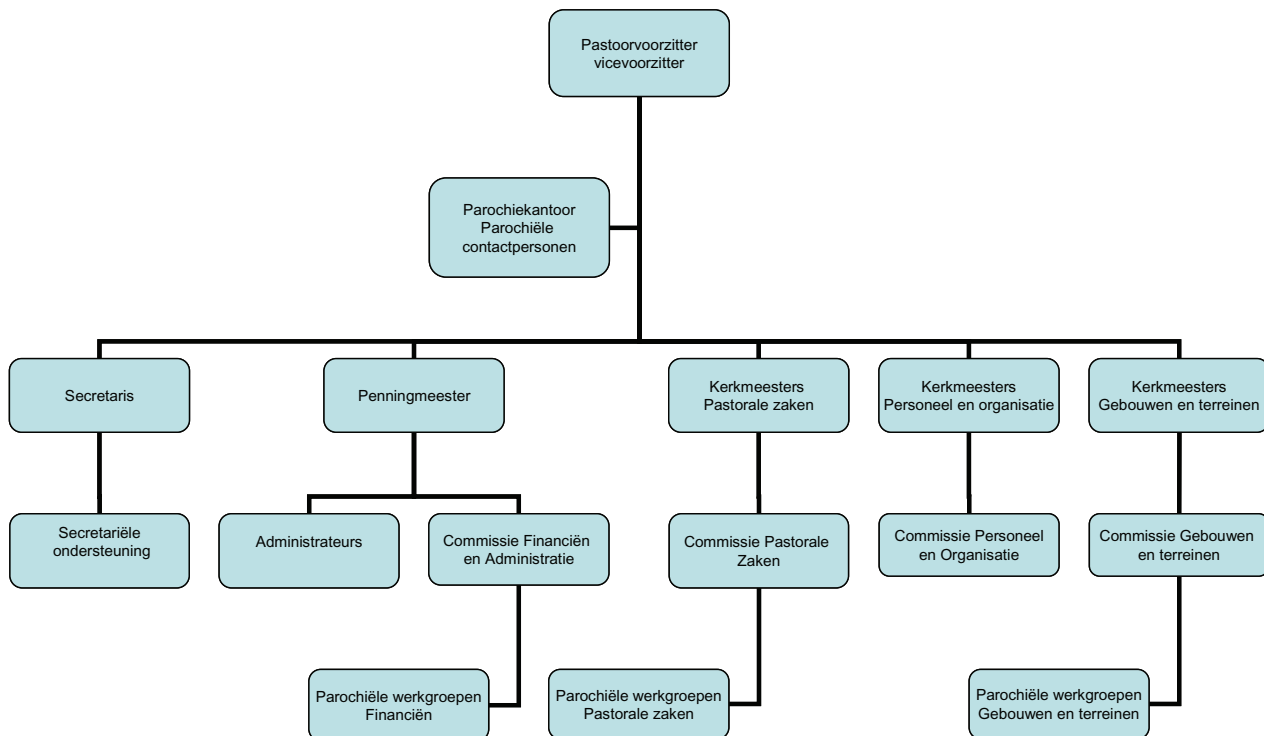 Pastoorvoorzitter
vicevoorzitter
Parochiekantoor
Parochiële
contactpersonen
Secretaris
Penningmeester
Kerkmeesters
Pastorale zaken
Kerkmeesters
Personeel en organisatie
Kerkmeesters
Gebouwen en terreinen
Secretariële
ondersteuning
Administrateurs
Commissie Financiën
en Administratie
Commissie Pastorale
Zaken
Commissie Personeel
en Organisatie
Commissie Gebouwen
en terreinen
Parochiële werkgroepen
Financiën
Parochiële werkgroepen
Pastorale zaken
Parochiële werkgroepen
Gebouwen en terreinen